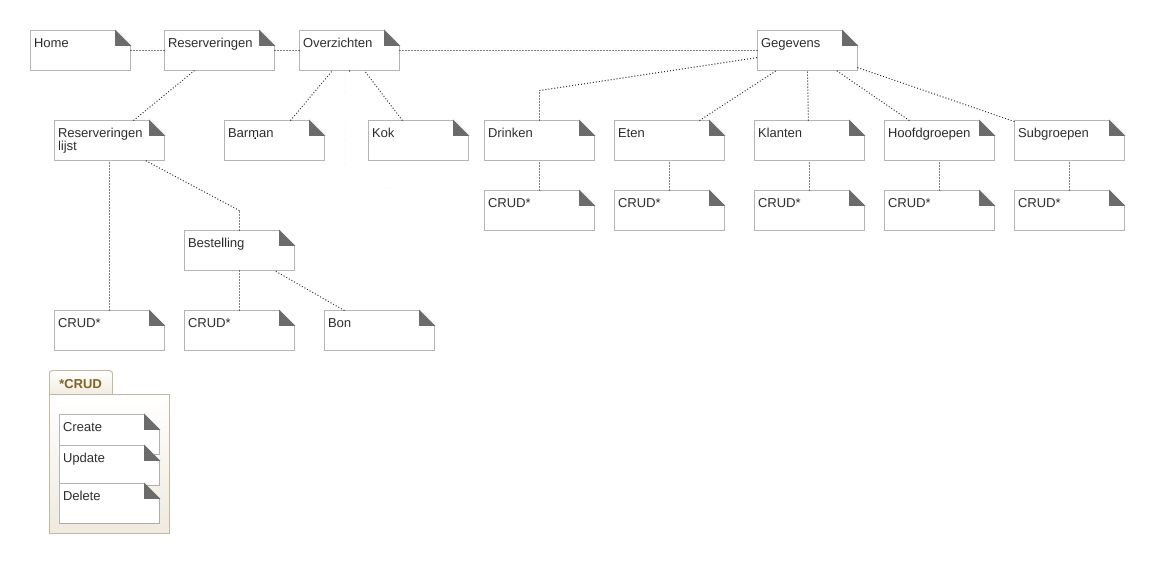 Home
Reserveringen
Overzichten
Gegevens
Reserveringen
lijst
Barman
Kok
Drinken
Eten
Klanten
Hoofdgroepen
Subgroepen
CRUD*
CRUD*
CRUD*
CRUD*
CRUD*
Bestelling
CRUD*
CRUD*
Bon
*CRUD
Create
Update
Delete